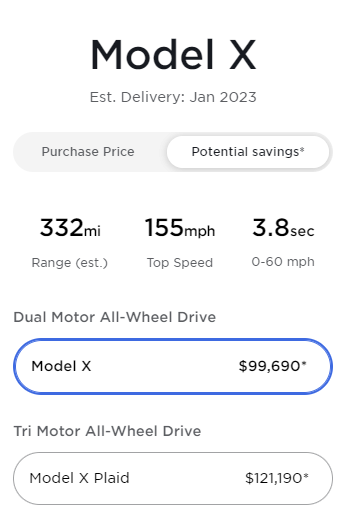 Model X
Est. Delivery: Jan 2023
Purchase Price Potential savings*
332mi 155mph 3.8sec
Range (est.) Top Speed 0-60 mph
Dual Motor All-Wheel Drive
Model X $99,690*
Tri Motor All-Wheel Drive
Model X Plaid $121,190*